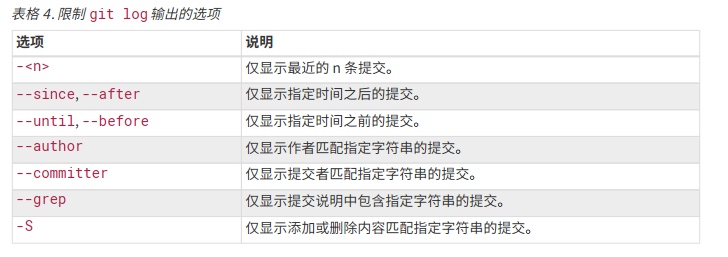 表格 4. 限制 git log 输出的选项
选项 说明
-<n> 仅显示最近的 n 条提交。
--since, --after 仅显示指定时间之后的提交。
--until, --before 仅显示指定时间之前的提交。
--author 仅显示作者匹配指定字符串的提交。
--committer 仅显示提交者匹配指定字符串的提交。
--grep 仅显示提交说明中包含指定字符串的提交。
-S 仅显示添加或删除内容匹配指定字符串的提交。